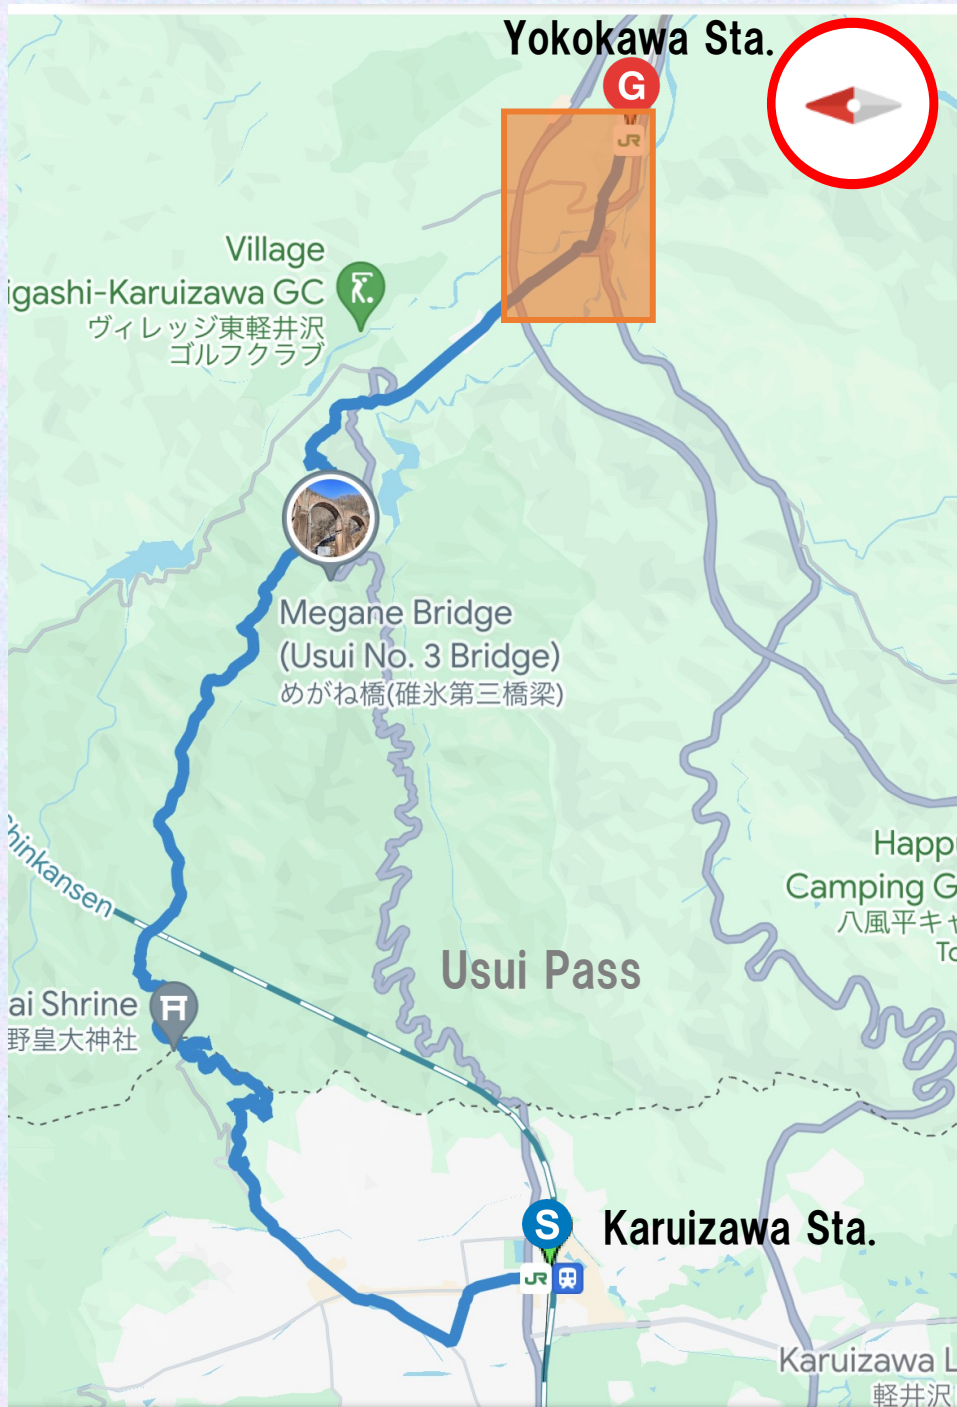 Yokokawa Sta.
G
JR
Village
igashi-Karuizawa GC
ヴィレッジ東軽井沢
ゴルフクラブ
Megane Bridge
(Usui No. 3 Bridge)
めがね橋(碓氷第三橋梁)
Shinkansen
Happu
Camping G
八風平キャ
To
Usui Pass
ai Shrine
野皇大神社
S
Karuizawa Sta.
JR
Karuizawa L
軽井沢